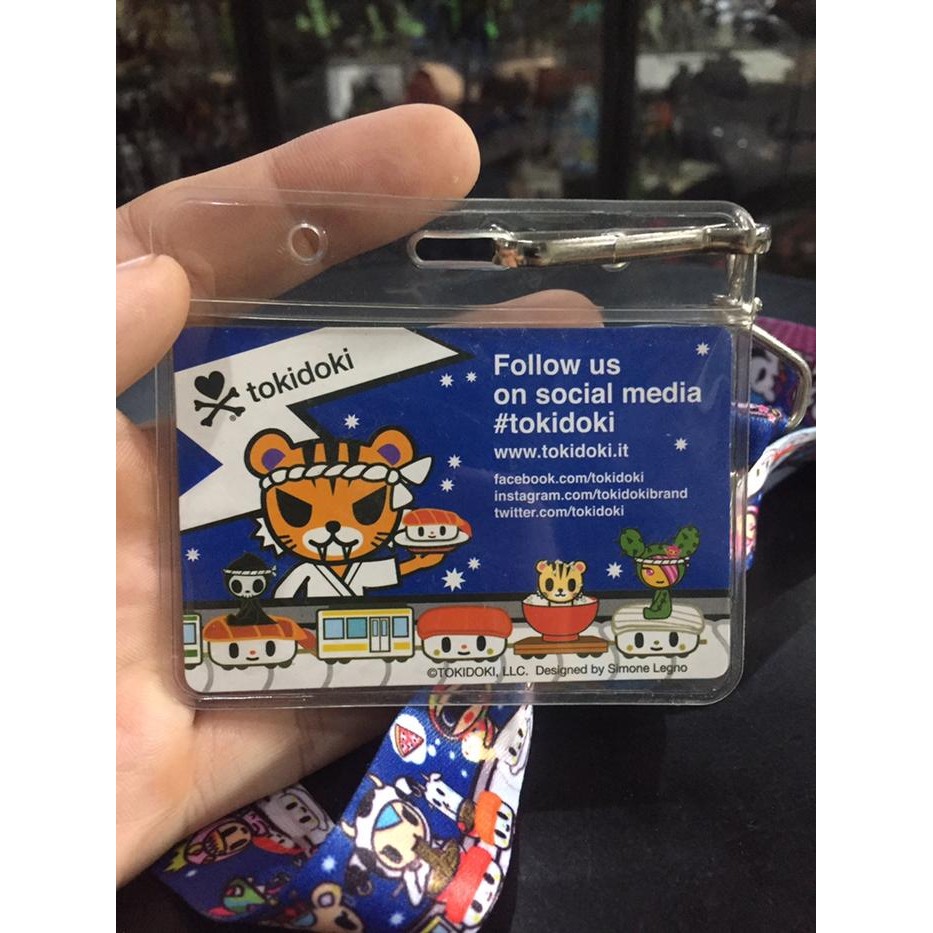 tokidoki
Follow us
on social media
#tokidoki
www.tokidoki.it
facebook.com/tokidoki
instagram.com/tokidokibrand
twitter.com/tokidoki
©TOKIDOKI, LLC. Designed by Simone Legno